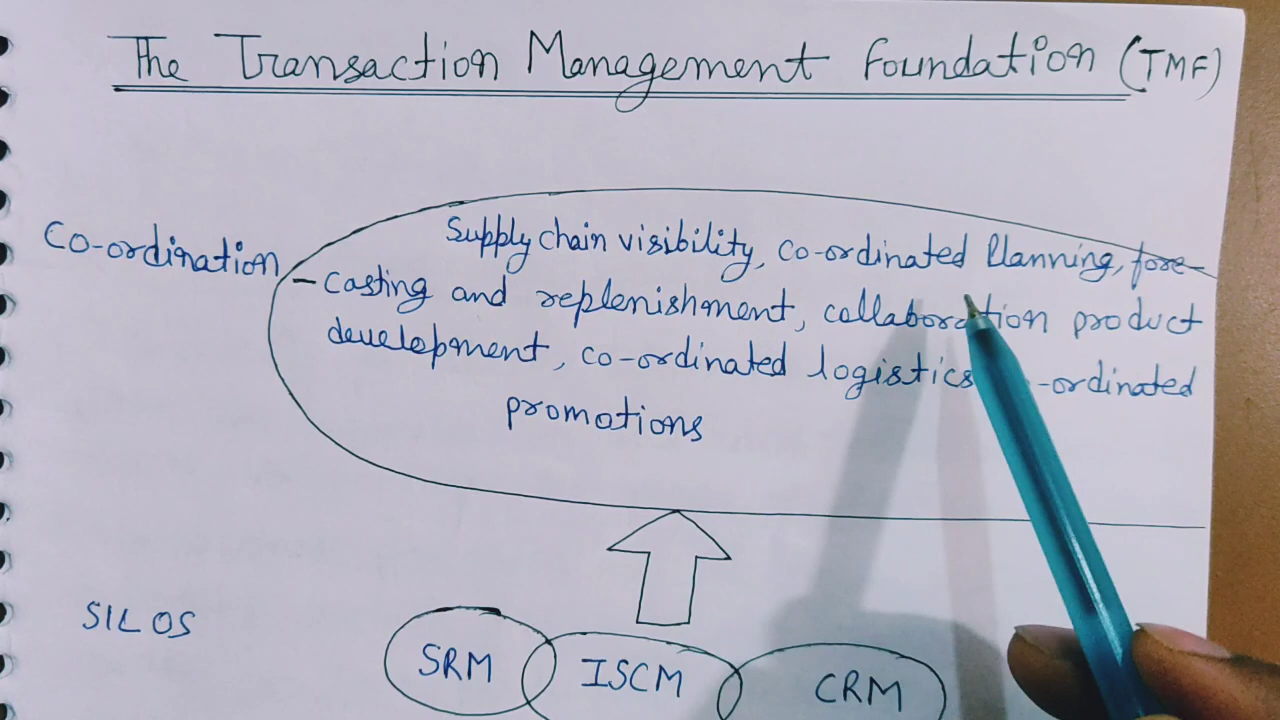 The Transaction Management Foundation (TMF)
Co-ordination
Supply chain visibility, co-ordinated Planning, fore-
-casting and replenishment, collaboration product
development, co-ordinated logistics -ordinated
promotions
SILOS
SRM
ISCM
CRM